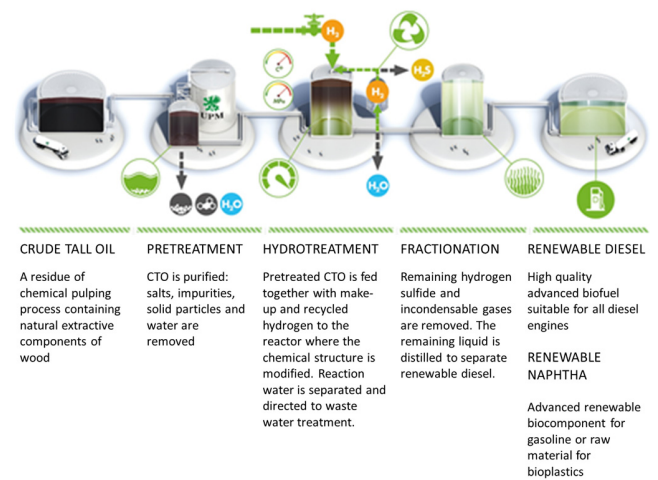 H₂
C°
MPa
H₂S
H₂
UPM
H₂O
H₂O
CRUDE TALL OIL
A residue of
chemical pulping
process containing
natural extractive
components of
wood
PRETREATMENT
CTO is purified:
salts, impurities,
solid particles and
water are
removed
HYDROTREATMENT
Pretreated CTO is fed
together with make-
up and recycled
hydrogen to the
reactor where the
chemical structure is
modified. Reaction
water is separated and
directed to waste
water treatment.
FRACTIONATION
Remaining hydrogen
sulfide and
incondensable gases
are removed. The
remaining liquid is
distilled to separate
renewable diesel.
RENEWABLE DIESEL
High quality
advanced biofuel
suitable for all diesel
engines
RENEWABLE
NAPHTHA
Advanced renewable
biocomponent for
gasoline or raw
material for
bioplastics